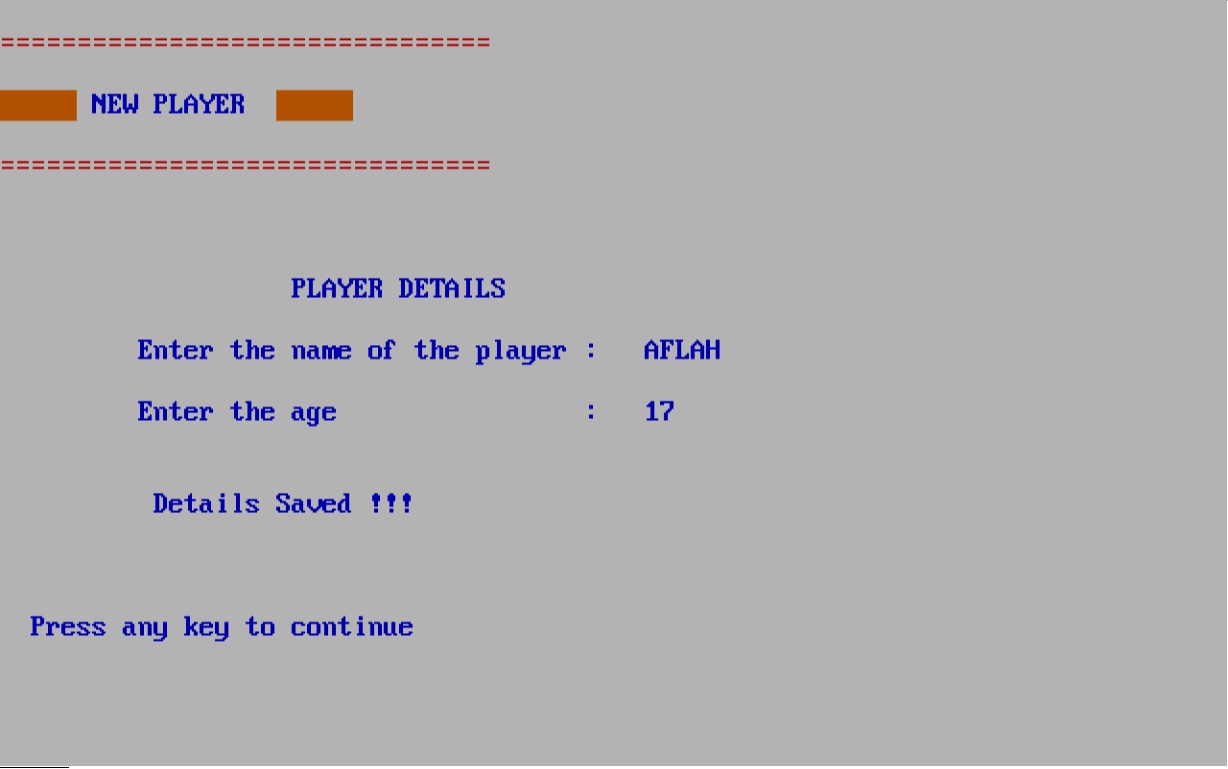 ================================
NEW PLAYER
================================
PLAYER DETAILS
Enter the name of the player :   AFLAH
Enter the age                :   17
Details Saved !!!
Press any key to continue